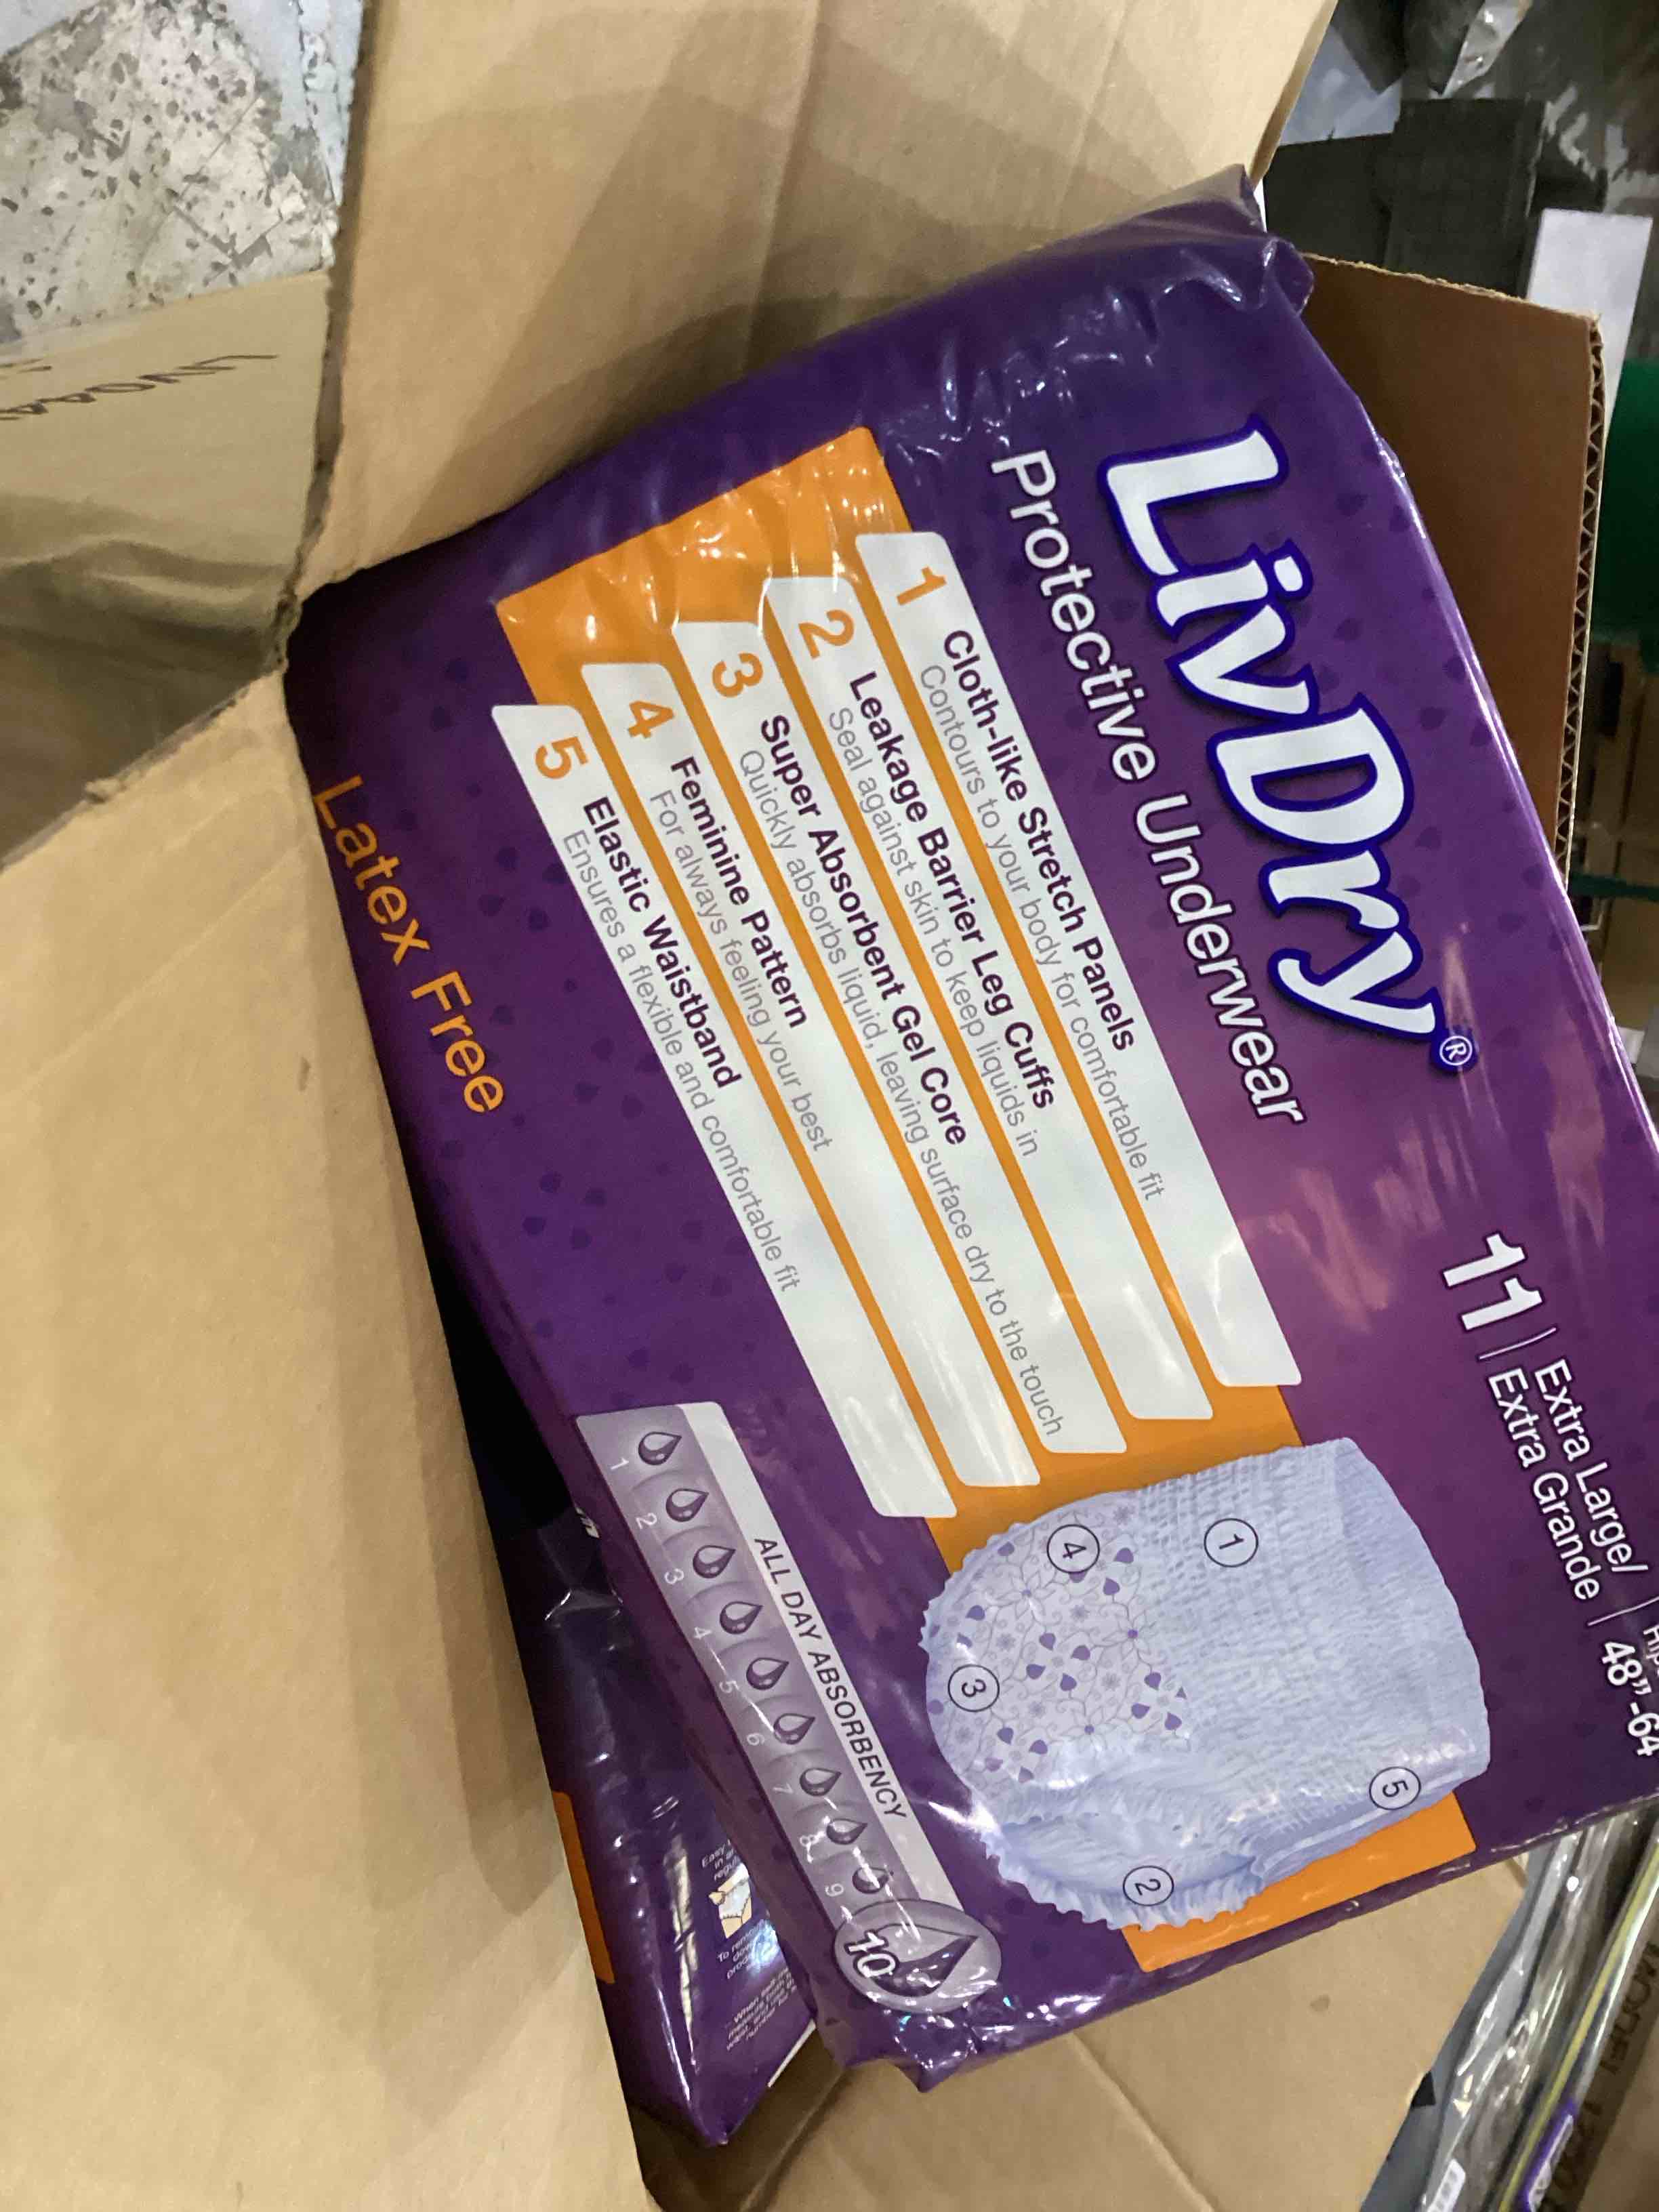 LivDry®
Protective Underwear
11
Extra Large/
Extra Grande
48"-64
1 Cloth-like Stretch Panels
Contours to your body for comfortable fit
2 Leakage Barrier Leg Cuffs
Seal against skin to keep liquids in
3 Super Absorbent Gel Core
Quickly absorbs liquid, leaving surface dry to the touch
4 Feminine Pattern
For always feeling your best
5 Elastic Waistband
Ensures a flexible and comfortable fit
1
4
3
5
2
Latex Free
ALL DAY ABSORBENCY
1 2 3 4 5 6 7 8 9 10